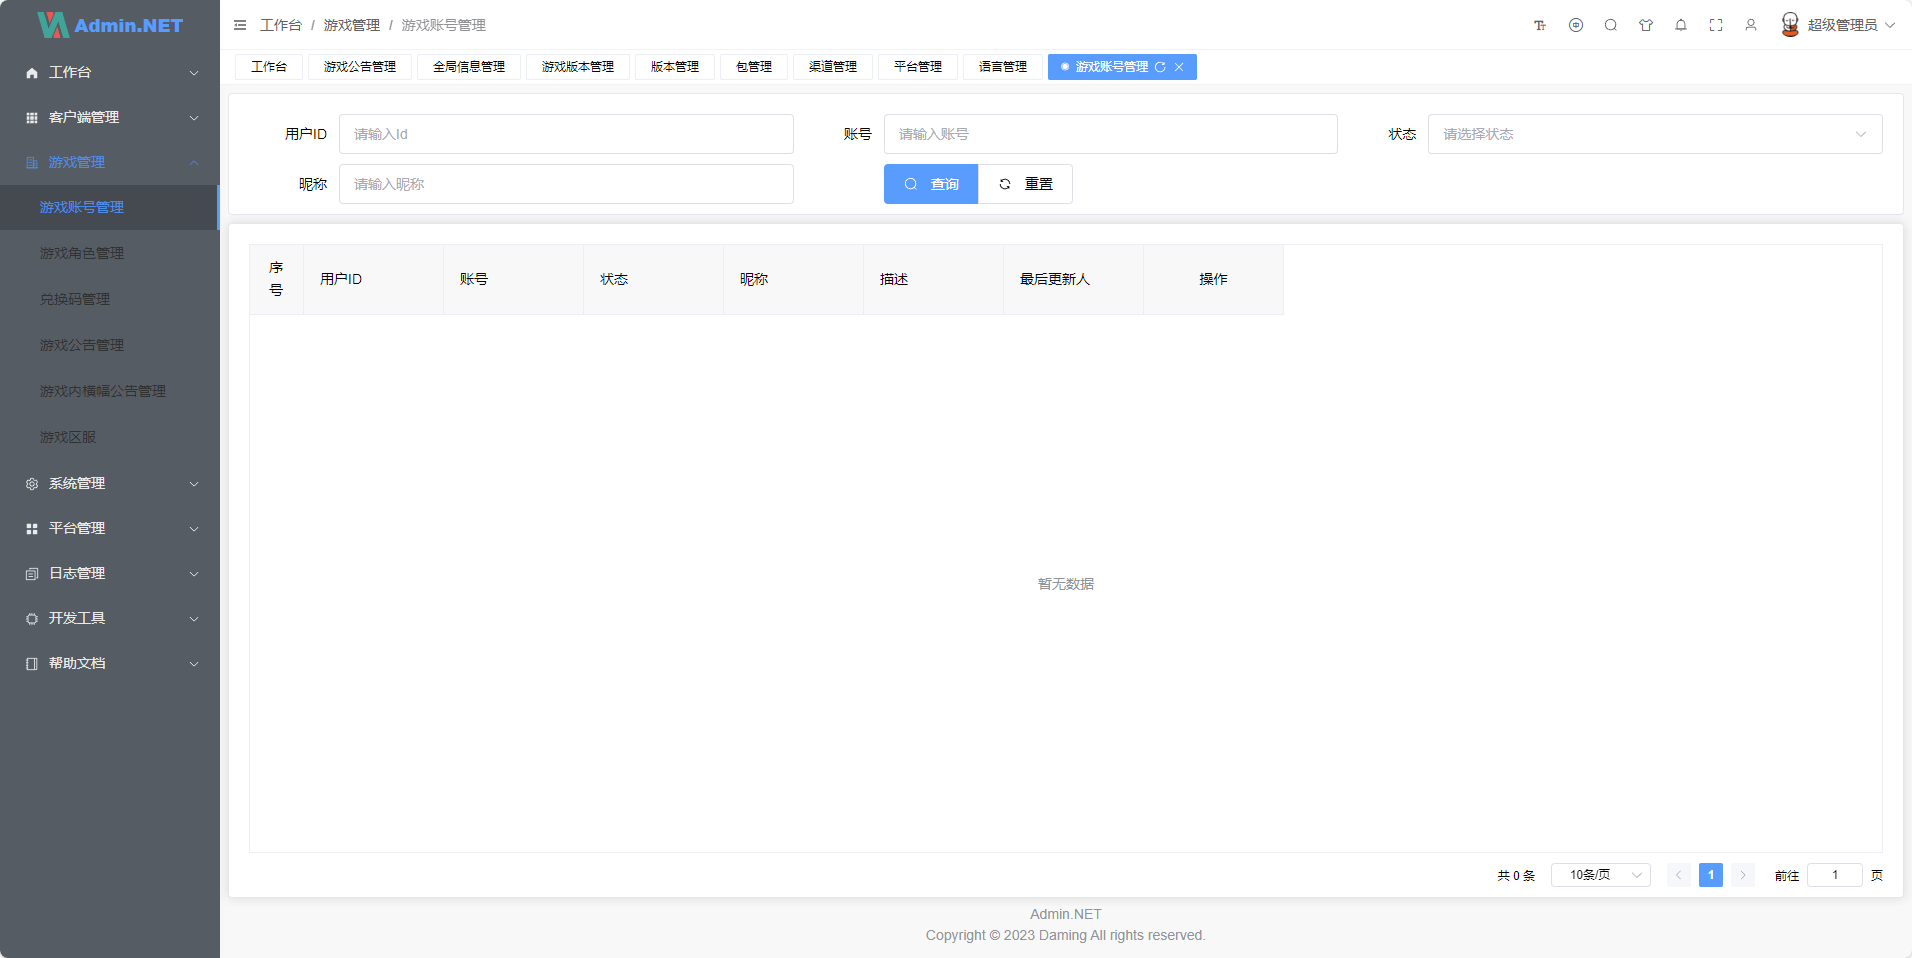 Admin.NET
工作台
客户端管理
游戏管理
游戏账号管理
游戏角色管理
兑换码管理
游戏公告管理
游戏内横幅公告管理
游戏区服
系统管理
平台管理
日志管理
开发工具
帮助文档
工作台 / 游戏管理 / 游戏账号管理
超级管理员
工作台 游戏公告管理 全局信息管理 游戏版本管理 版本管理 包管理 渠道管理 平台管理 语言管理 游戏账号管理
用户ID 请输入Id 账号 请输入账号 状态 请选择状态
昵称 请输入昵称 查询 重置
序号 用户ID 账号 状态 昵称 描述 最后更新人 操作
暂无数据
共 0 条 10条/页 1 前往 1 页
Admin.NET
Copyright © 2023 Daming All rights reserved.